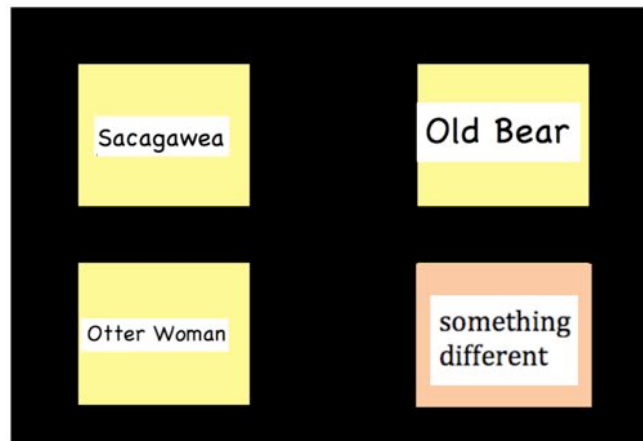 Sacagawea
Old Bear
Otter Woman
something
different